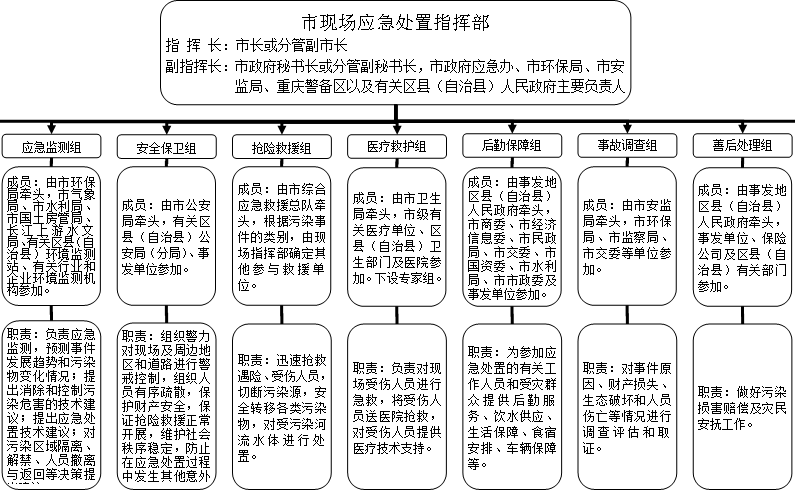 市现场应急处置指挥部
指 挥 长：市长或分管副市长
副指挥长：市政府秘书长或分管副秘书长，市政府应急办、市环保局、市安
监局、重庆警备区以及有关区县（自治县）人民政府主要负责人
应急监测组
安全保卫组
抢险救援组
医疗救护组
后勤保障组
事故调查组
善后处理组
成员：由市环保
局牵头，市气象
局、市水利局、
市国土房管局、
长江上游水文
局、有关区县（自
治县）环境监测
站、有关行业和
企业环境监测机
构参加。
成员：由市公安
局牵头，有关区
县（自治县）公
安局（分局）、事
发单位参加。
成员：由市综合
应急救援总队牵
头，根据污染事
件的类别，由现
场指挥部确定其
他参与救援单
位。
成员：由市卫生
局牵头，市级有
关医疗单位、区
县（自治县）卫
生部门及医院参
加。下设专家组。
成员：由事发地
区县（自治县）
人民政府牵头，
市商委、市经济
信息委、市民政
局、市交委、市
国资委、市水利
局、市市政委及
事发单位参加。
成员：由市安监
局牵头，市环保
局、市监察局、
市交委等单位参
加。
成员：由事发地
区县（自治县）
人民政府牵头，
事发单位、保险
公司及区县（自
治县）有关部门
参加。
职责：负责应急
监测，预测事件
发展趋势和污染
物变化情况；提
出消除和控制污
染危害的技术建
议；提出应急处
置技术建议；对
污染区域隔离、
解禁、人员撤离
与返回等决策提
职责：组织警力
对现场及周边地
区和道路进行警
戒控制，组织人
员有序疏散，保
护财产安全，保
证抢险救援正常
开展，维护社会
秩序稳定，防止
在应急处置过程
中发生其他意外
职责：迅速抢救
遇险、受伤人员，
切断污染源，安
全转移各类污染
物，对受污染河
流水体进行处
置。
职责：负责对现
场受伤人员进行
急救，将受伤人
员送医院抢救，
对受伤人员提供
医疗技术支持。
职责：为参加应
急处置的有关工
作人员和受灾群
众提供后勤服
务、饮水供应、
生活保障、食宿
安排、车辆保障
等。
职责：对事件原
因、财产损失、
生态破坏和人员
伤亡等情况进行
调查评估和取
证。
职责：做好污染
损害赔偿及灾民
安抚工作。